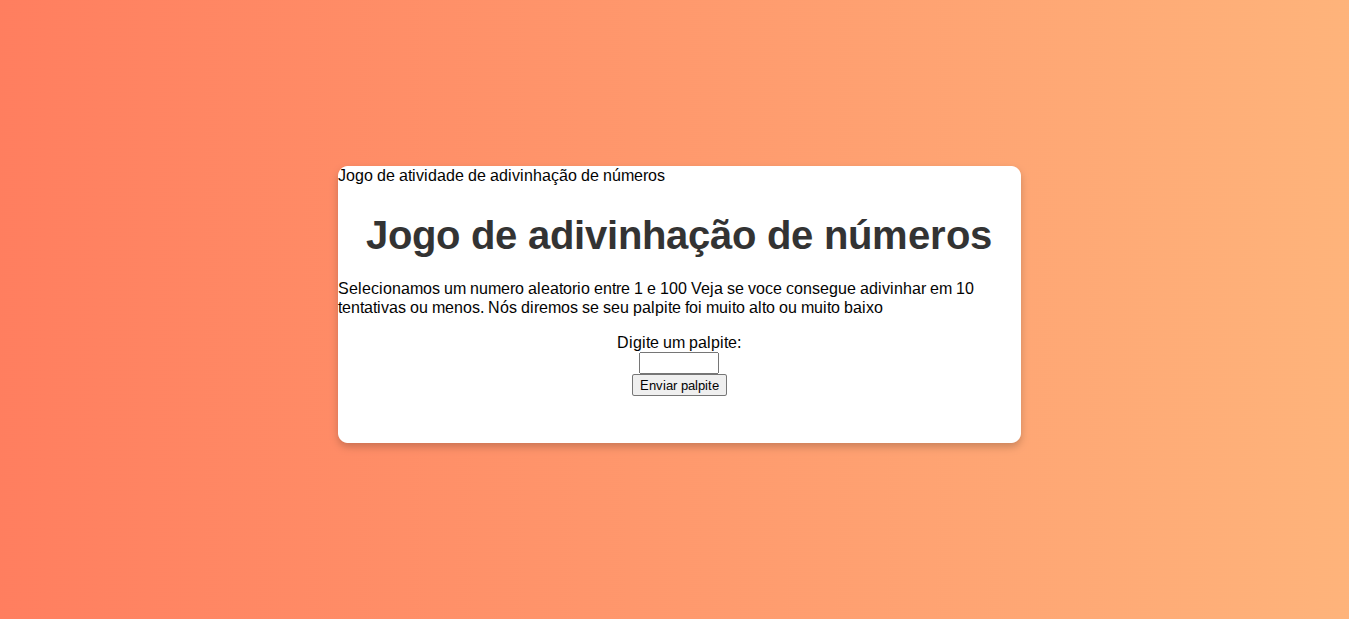 Jogo de atividade de adivinhação de números
Jogo de adivinhação de números
Selecionamos um numero aleatorio entre 1 e 100 Veja se voce consegue adivinhar em 10
tentativas ou menos. Nós diremos se seu palpite foi muito alto ou muito baixo
Digite um palpite:
Enviar palpite